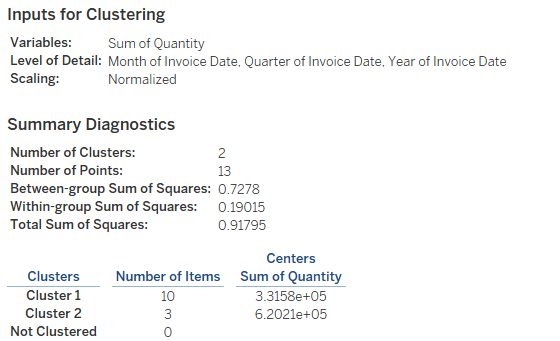 Inputs for Clustering
Variables: Sum of Quantity
Level of Detail: Month of Invoice Date, Quarter of Invoice Date, Year of Invoice Date
Scaling: Normalized
Summary Diagnostics
Number of Clusters: 2
Number of Points: 13
Between-group Sum of Squares: 0.7278
Within-group Sum of Squares: 0.19015
Total Sum of Squares: 0.91795
Centers
Clusters Number of Items Sum of Quantity
Cluster 1 10 3.3158e+05
Cluster 2 3 6.2021e+05
Not Clustered 0